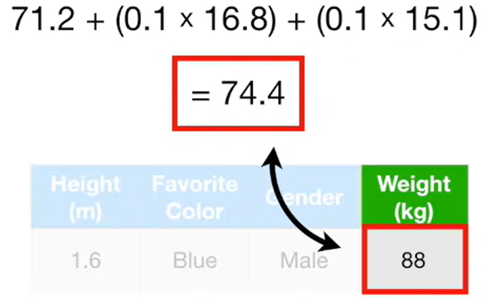 71.2 + (0.1 x 16.8) + (0.1 x 15.1)
= 74.4
Height (m) Favorite Color Gender Weight (kg)
1.6 Blue Male 88